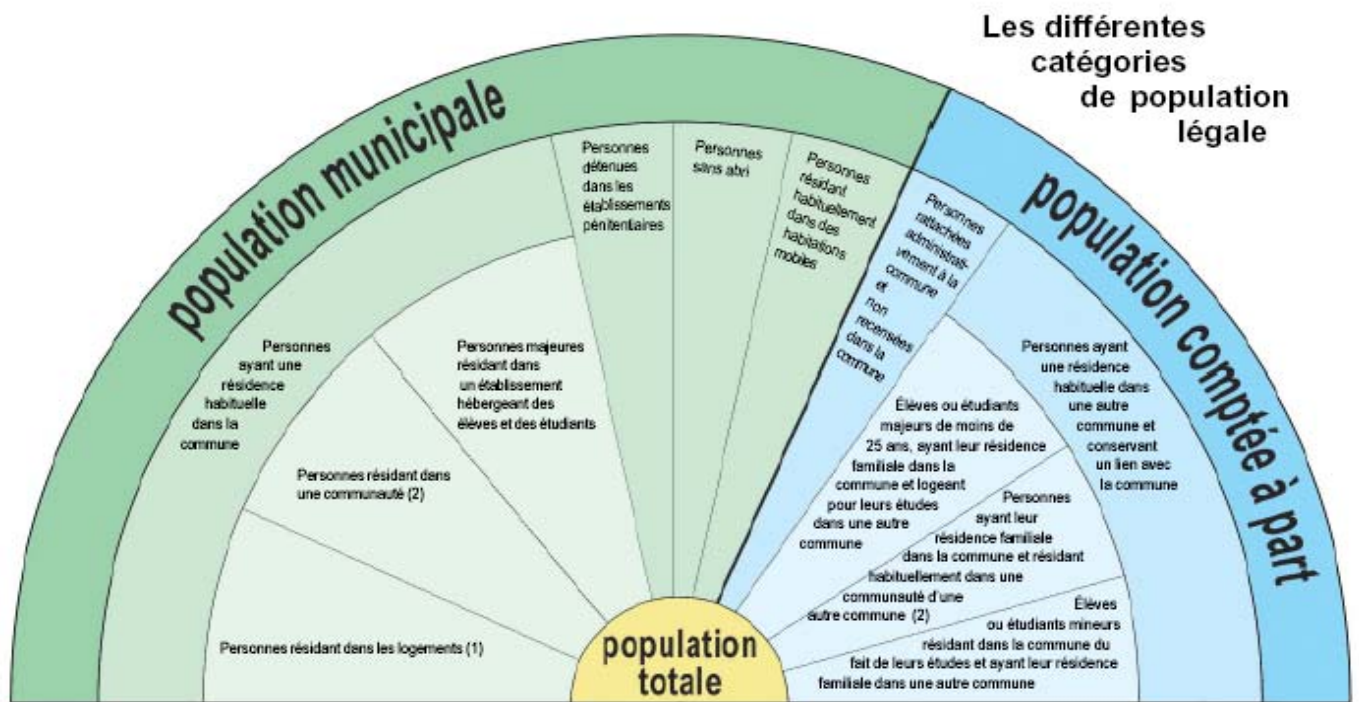 Les différentes
catégories
de population
légale
population municipale
Personnes
ayant une
résidence
habituelle
dans la
commune
Personnes résidant dans les logements (1)
Personnes résidant dans
une communauté (2)
Personnes majeures
résidant dans
un établissement
hébergeant des
élèves et des étudiants
Personnes
détenues
dans les
établissements
pénitentiaires
Personnes
sans abri
Personnes
résidant
habituellement
dans des
habitations
mobiles
population comptée à part
Personnes
rattachées
administrati-
vement à la
commune
et
non
recensées
dans la
commune
Personnes ayant
une résidence
habituelle dans
une autre
commune et
conservant
un lien avec
la commune
Élèves ou étudiants
majeurs de moins de
25 ans, ayant leur résidence
familiale dans la
commune et logeant
pour leurs études
dans une autre
commune
Personnes
ayant leur
résidence familiale
dans la commune et résidant
habituellement dans une
communauté d'une
autre commune (2)
Élèves
ou étudiants mineurs
résidant dans la commune du
fait de leurs études et ayant leur résidence
familiale dans une autre commune
population
totale